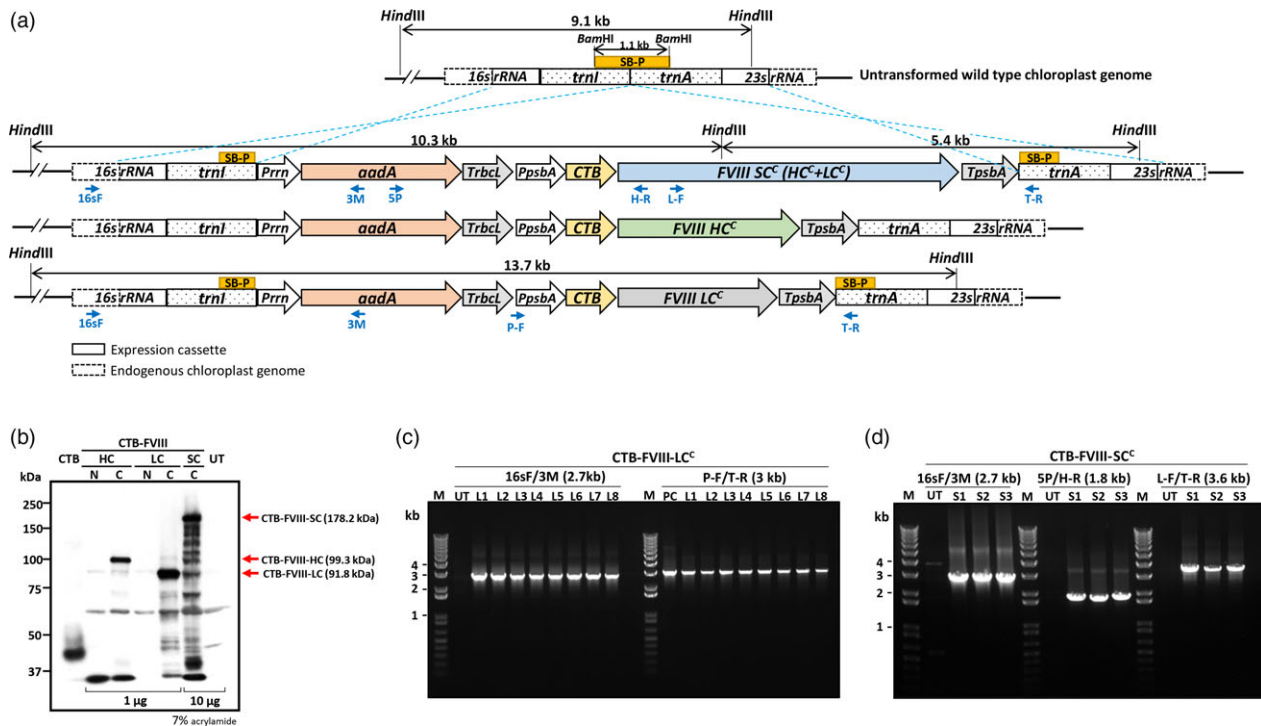 (a)
HindIII 9.1 kb HindIII
BamHI 1.1 kb BamHI
SB-P
16s rRNA trnI trnA 23s rRNA Untransformed wild type chloroplast genome
HindIII HindIII HindIII
10.3 kb 5.4 kb
SB-P SB-P
16s rRNA trnI Prrn aadA TrbcL PpsbA CTB FVIII SCC (HCC+LCC) TpsbA trnA 23s rRNA
16sF 3M 5P H-R L-F T-R
16s rRNA trnI Prrn aadA TrbcL PpsbA CTB FVIII HCC TpsbA trnA 23s rRNA
HindIII 13.7 kb HindIII
SB-P SB-P
16s rRNA trnI Prrn aadA TrbcL PpsbA CTB FVIII LCC TpsbA trnA 23s rRNA
16sF 3M P-F T-R
Expression cassette
Endogenous chloroplast genome
(b)
CTB-FVIII
CTB HC LC SC UT
kDa N C N C C
250
150
100
75
50
37
CTB-FVIII-SC (178.2 kDa)
CTB-FVIII-HC (99.3 kDa)
CTB-FVIII-LC (91.8 kDa)
1 µg 10 µg
7% acrylamide
(c)
CTB-FVIII-LCC
16sF/3M (2.7kb) P-F/T-R (3 kb)
M UT L1 L2 L3 L4 L5 L6 L7 L8 M PC L1 L2 L3 L4 L5 L6 L7 L8
kb
4
3
2
1
(d)
CTB-FVIII-SCC
16sF/3M (2.7 kb) 5P/H-R (1.8 kb) L-F/T-R (3.6 kb)
M UT S1 S2 S3 M UT S1 S2 S3 M UT S1 S2 S3
kb
4
3
2
1